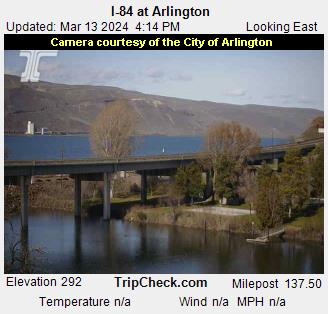 I-84 at Arlington
Updated: Mar 13 2024 4:14 PM Looking East
Camera courtesy of the City of Arlington
Elevation 292 TripCheck.com Milepost 137.50
Temperature n/a Wind n/a MPH n/a